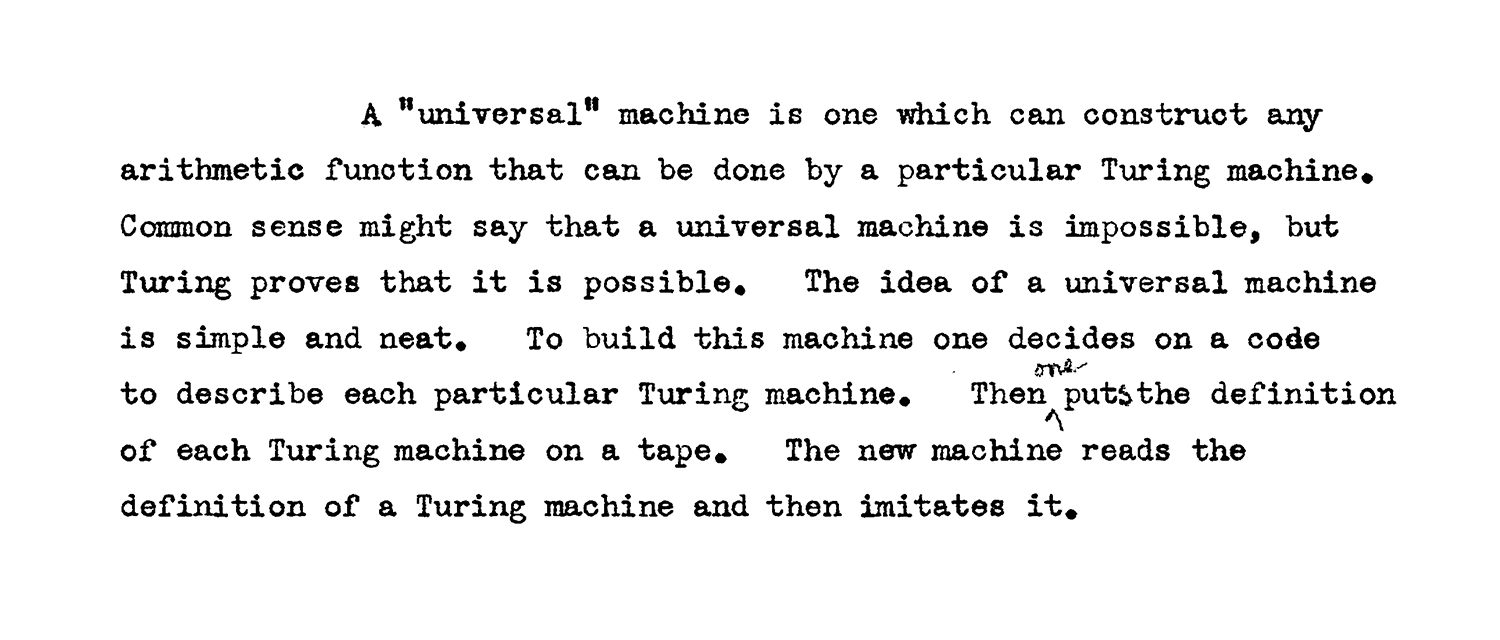 A "universal" machine is one which can construct any
arithmetic function that can be done by a particular Turing machine.
Common sense might say that a universal machine is impossible, but
Turing proves that it is possible. The idea of a universal machine
is simple and neat. To build this machine one decides on a code
to describe each particular Turing machine. Then one puts the definition
of each Turing machine on a tape. The new machine reads the
definition of a Turing machine and then imitates it.